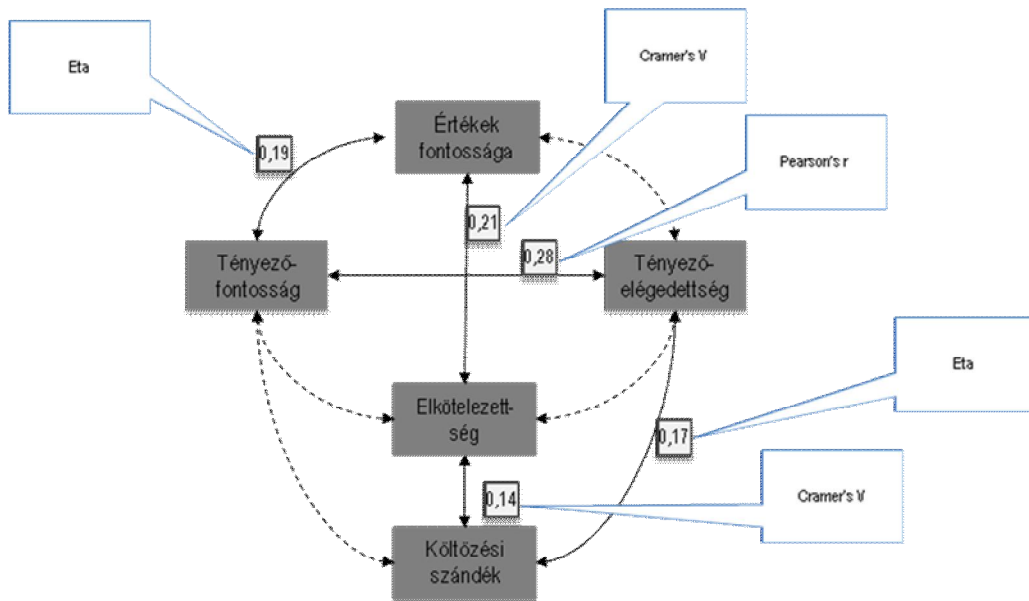 Eta
Cramer's V
Értékek
fontossága
0,19
Pearson's r
0,21
0,28
Tényező-
fontosság
Tényező-
elégedettség
Eta
Elkötelezett-
ség
0,17
0,14
Cramer's V
Költözési
szándék